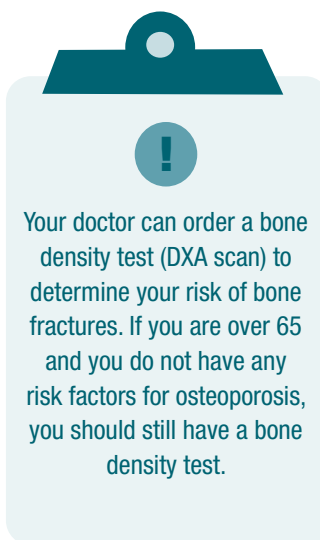 !
Your doctor can order a bone
density test (DXA scan) to
determine your risk of bone
fractures. If you are over 65
and you do not have any
risk factors for osteoporosis,
you should still have a bone
density test.